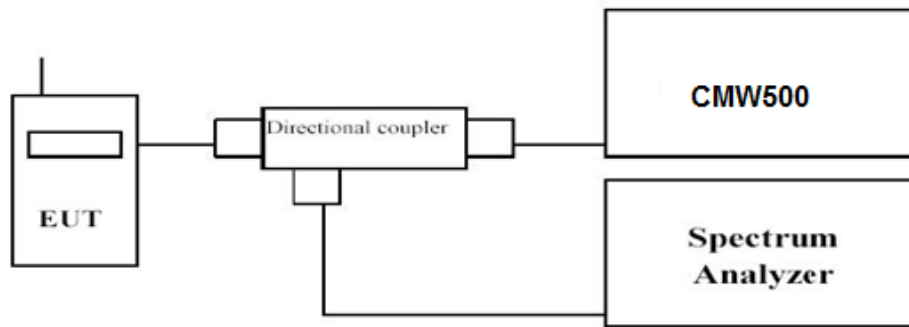 Directional coupler
CMW500
EUT
Spectrum
Analyzer